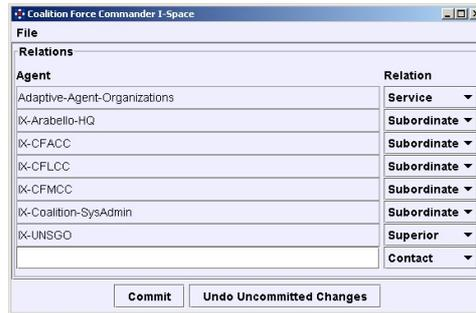 Coalition Force Commander I-Space
File
Relations
Agent Relation
Adaptive-Agent-Organizations Service
IX-Arabello-HQ Subordinate
IX-CFACC Subordinate
IX-CFLCC Subordinate
IX-CFMCC Subordinate
IX-Coalition-SysAdmin Subordinate
IX-UNSGO Superior
Contact
Commit Undo Uncommitted Changes